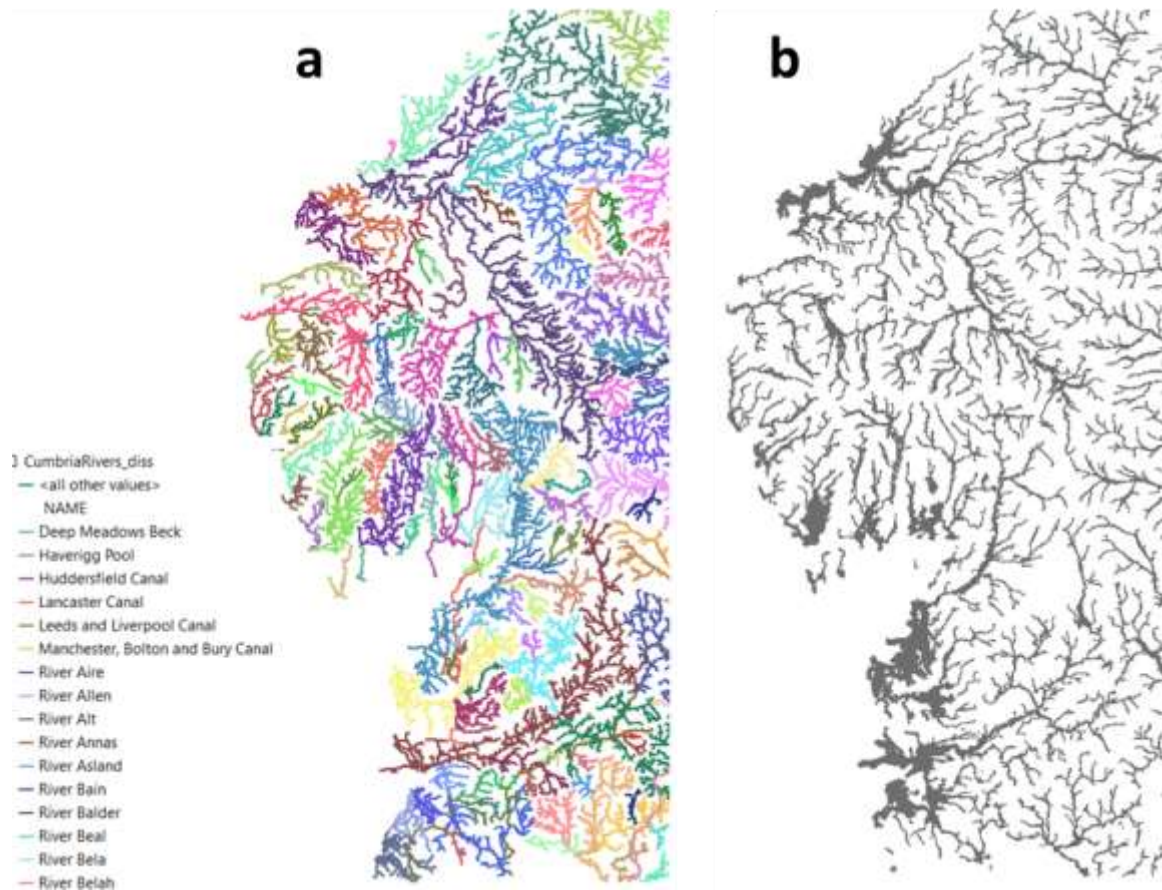 a
b
CumbriaRivers_diss
<all other values>
NAME
Deep Meadows Beck
Haverigg Pool
Huddersfield Canal
Lancaster Canal
Leeds and Liverpool Canal
Manchester, Bolton and Bury Canal
River Aire
River Allen
River Alt
River Annas
River Asland
River Bain
River Balder
River Beal
River Bela
River Belah